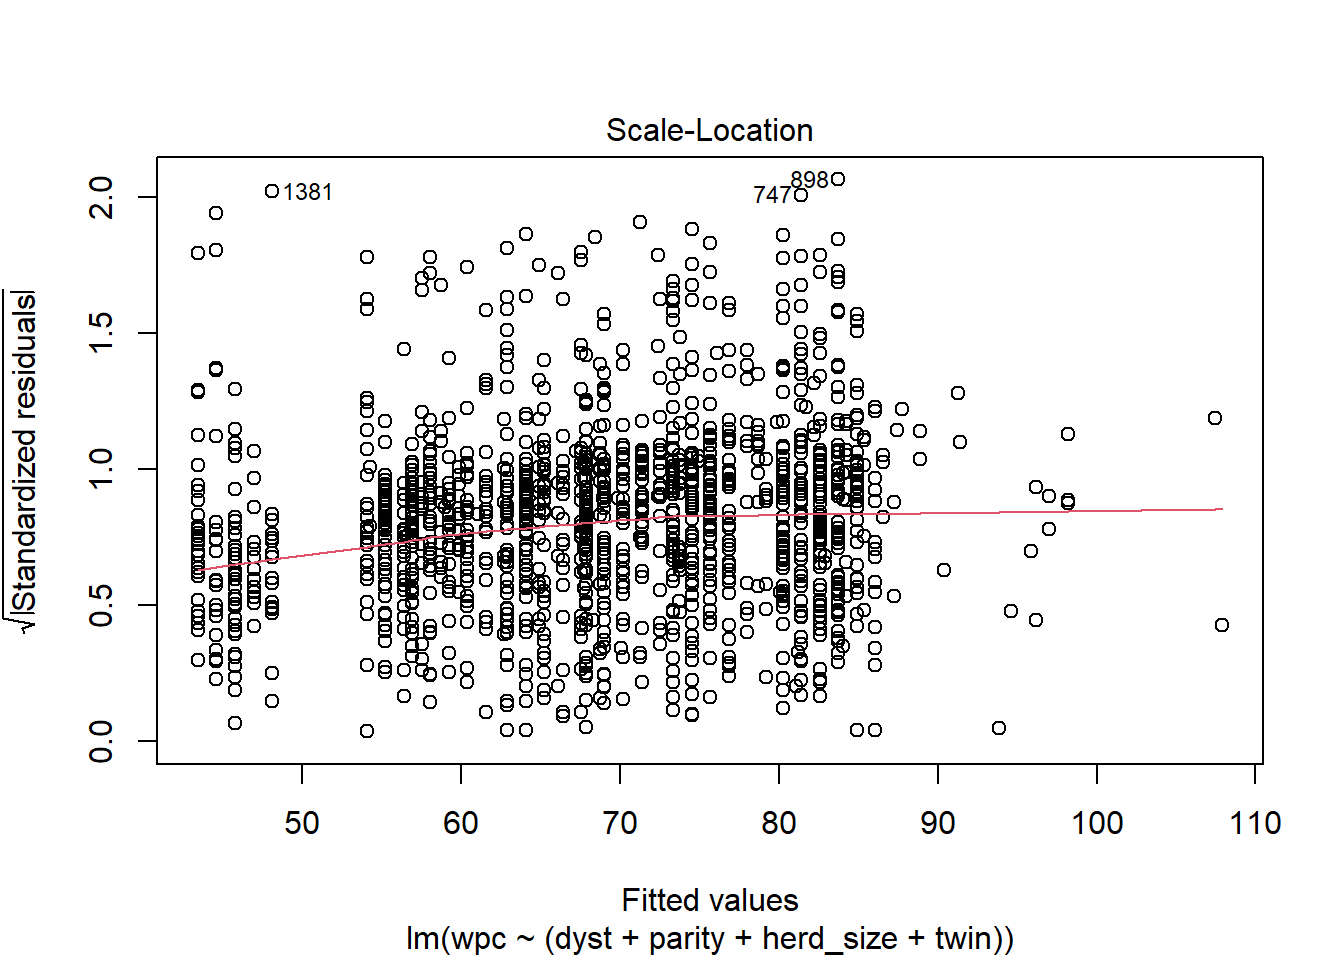 Scale-Location
1381
898
747
2.0
1.5
1.0
0.5
0.0
√|Standardized residuals|
50 60 70 80 90 100 110
Fitted values
lm(wpc ~ (dyst + parity + herd_size + twin))